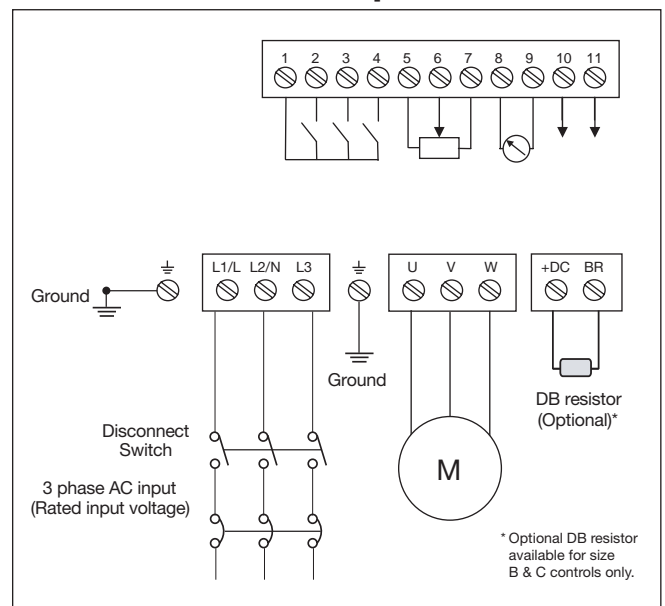 1 2 3 4 5 6 7 8 9 10 11
L1/L L2/N L3
U V W
+DC BR
Ground
Ground
DB resistor
(Optional)*
Disconnect
Switch
M
3 phase AC input
(Rated input voltage)
* Optional DB resistor
available for size
B & C controls only.